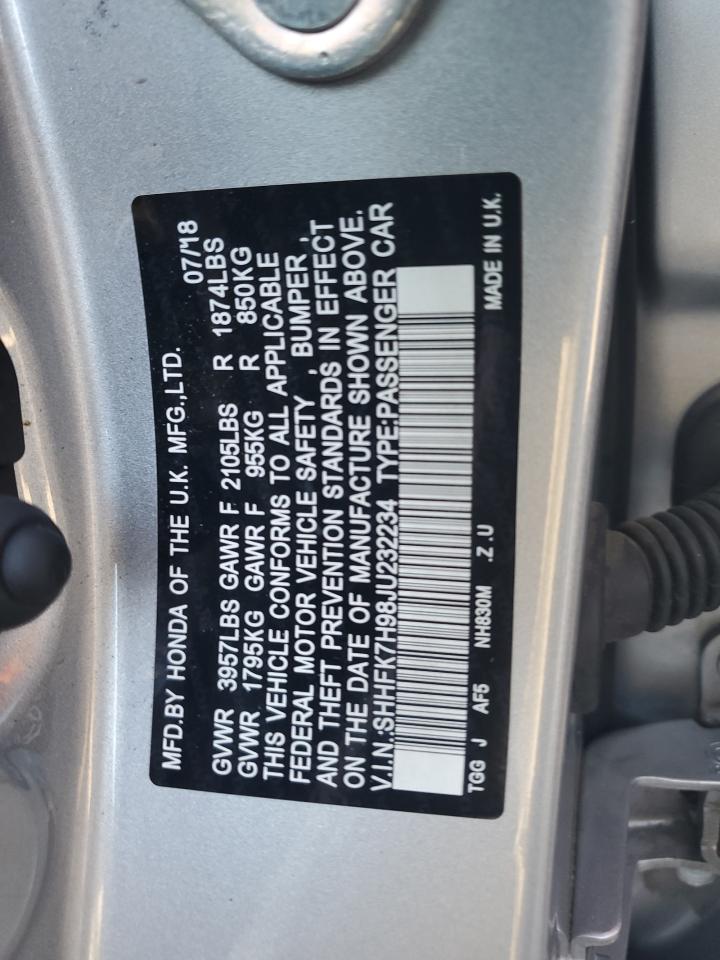 MFD.BY HONDA OF THE U.K. MFG.,LTD. 07/18
GVWR 3957LBS GAWR F 2105LBS R 1874LBS
GVWR 1795KG GAWR F 955KG R 850KG
THIS VEHICLE CONFORMS TO ALL APPLICABLE
FEDERAL MOTOR VEHICLE SAFETY , BUMPER ,
AND THEFT PREVENTION STANDARDS IN EFFECT
ON THE DATE OF MANUFACTURE SHOWN ABOVE.
V.I.N.:SHHFK7H98JU232234 TYPE:PASSENGER CAR
TGG J AF5 NH830M .Z .U MADE IN U.K.